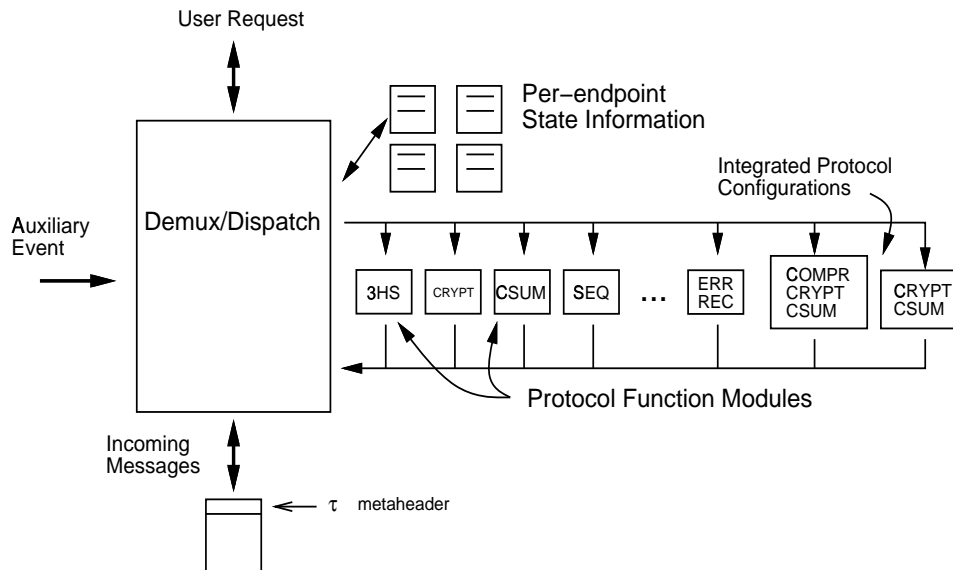 User Request
Per-endpoint
State Information
Integrated Protocol
Configurations
Demux/Dispatch
Auxiliary
Event
3HS
CRYPT
CSUM
SEQ
...
ERR
REC
COMPR
CRYPT
CSUM
CRYPT
CSUM
Protocol Function Modules
Incoming
Messages
τ metaheader